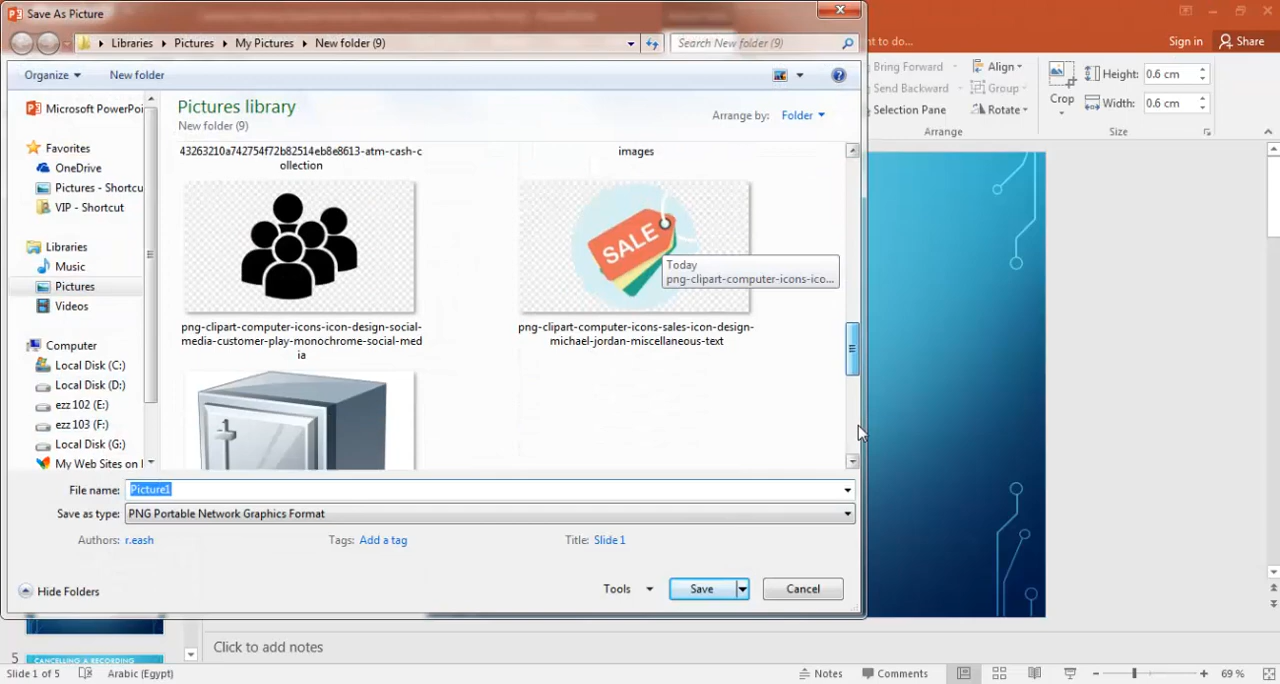 Save As Picture
Libraries Pictures My Pictures New folder (9)
Search New folder (9)
Organize
New folder
Microsoft PowerPoi
Favorites
OneDrive
Pictures - Shortcu
VIP - Shortcut
Libraries
Music
Pictures
Videos
Computer
Local Disk (C:)
Local Disk (D:)
ezz 102 (E:)
ezz 103 (F:)
Local Disk (G:)
My Web Sites on
Pictures library
New folder (9)
Arrange by: Folder
43263210a742754f72b82514eb8e8613-atm-cash-c
ollection
images
SALE
Today
png-clipart-computer-icons-ico...
png-clipart-computer-icons-icon-design-social-
media-customer-play-monochrome-social-med
ia
png-clipart-computer-icons-sales-icon-design-
michael-jordan-miscellaneous-text
File name: Picture1
Save as type: PNG Portable Network Graphics Format
Authors: r.eash
Tags: Add a tag
Title: Slide 1
Hide Folders
Tools
Save
Cancel
nt to do...
Sign in
Share
Bring Forward
Send Backward
Selection Pane
Align
Group
Rotate
Arrange
Crop
Height: 0.6 cm
Width: 0.6 cm
Size
5
CANCELLING A RECORDING
Click to add notes
Slide 1 of 5
Arabic (Egypt)
Notes
Comments
69 %